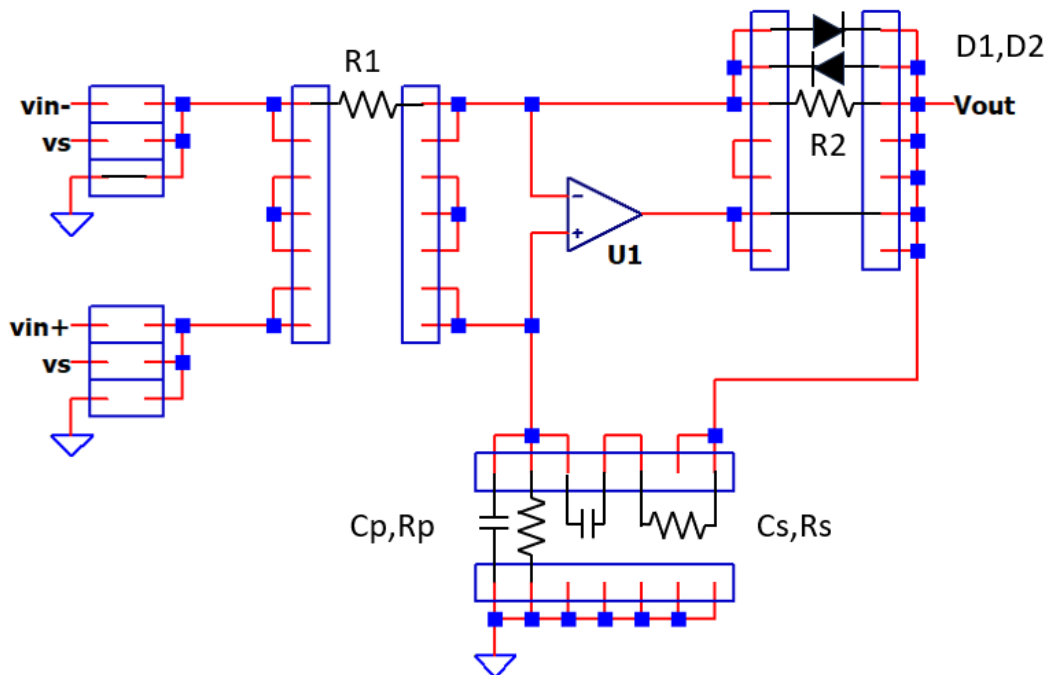 D1,D2
R1
vin-
Vout
vs
R2
−
+
U1
vin+
vs
Cp,Rp
Cs,Rs